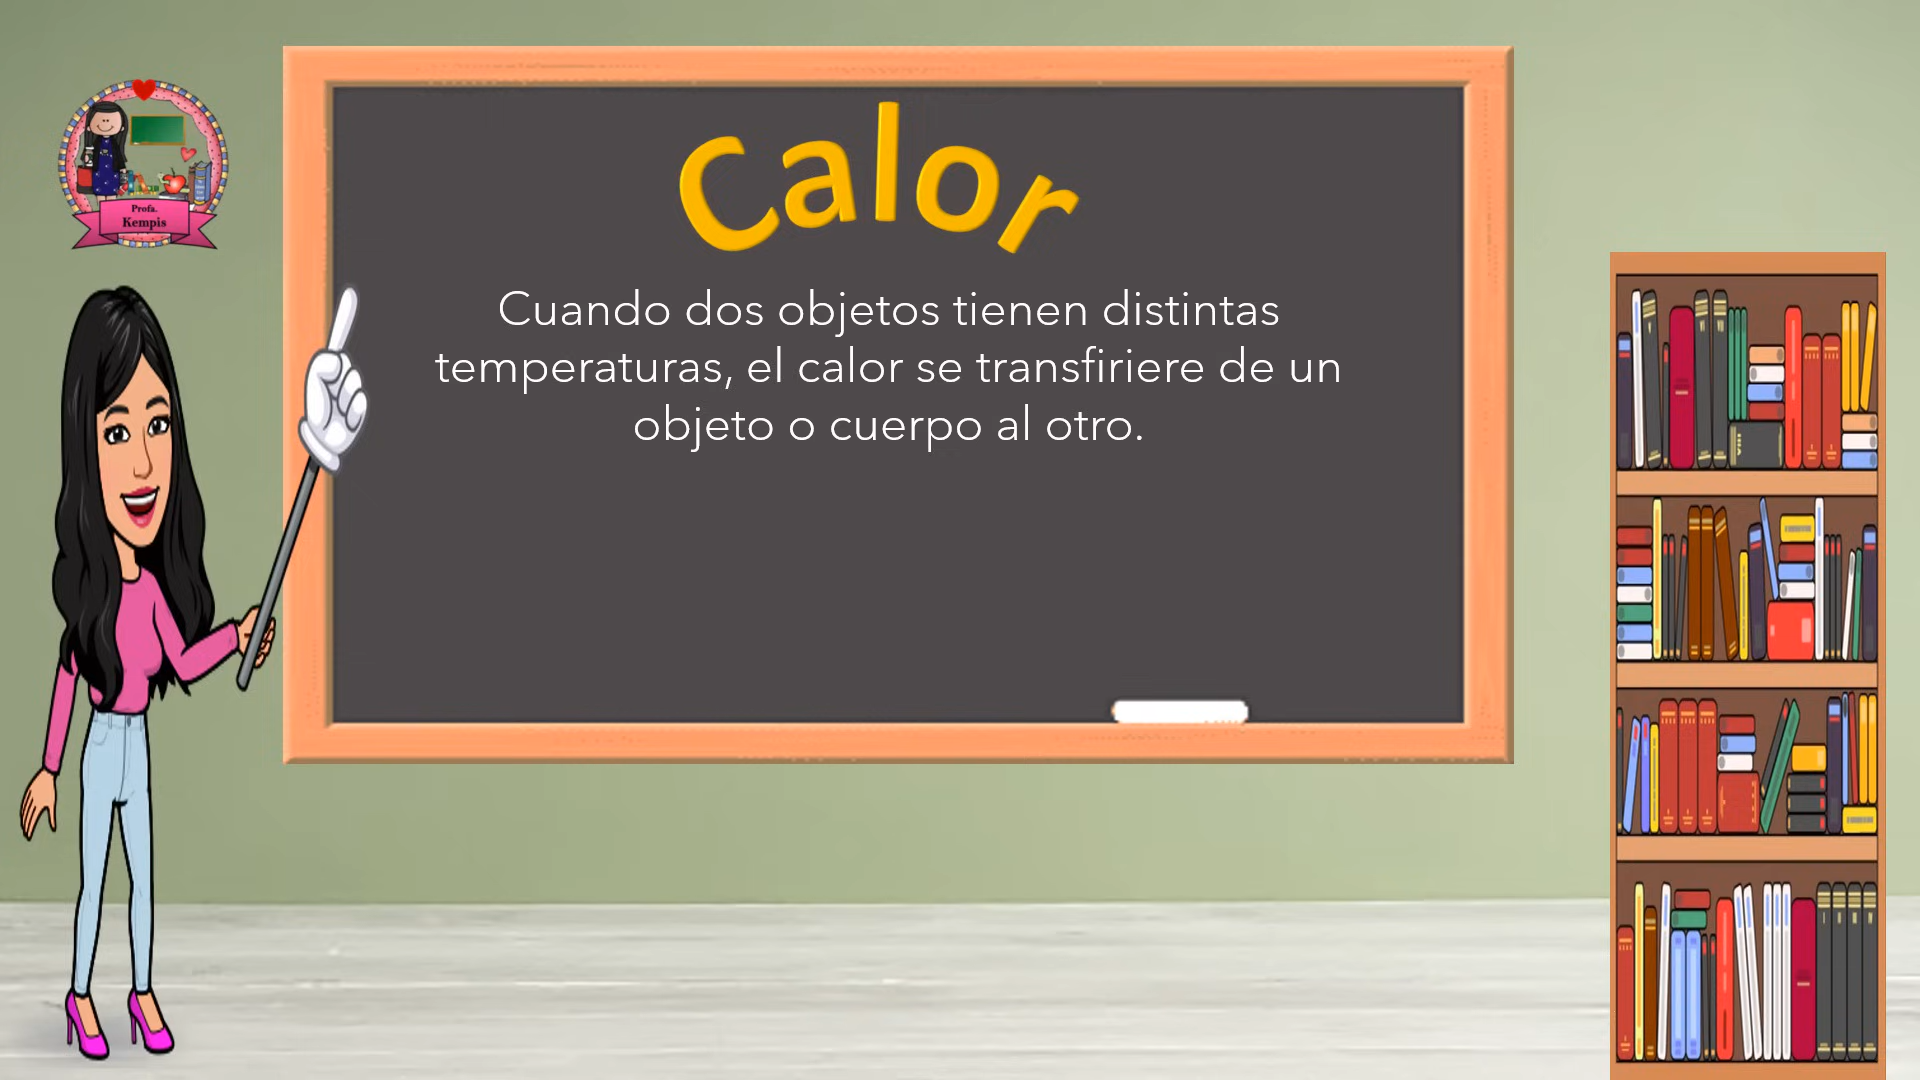 Calor
Cuando dos objetos tienen distintas
temperaturas, el calor se transfiriere de un
objeto o cuerpo al otro.
Profa.
Kempis